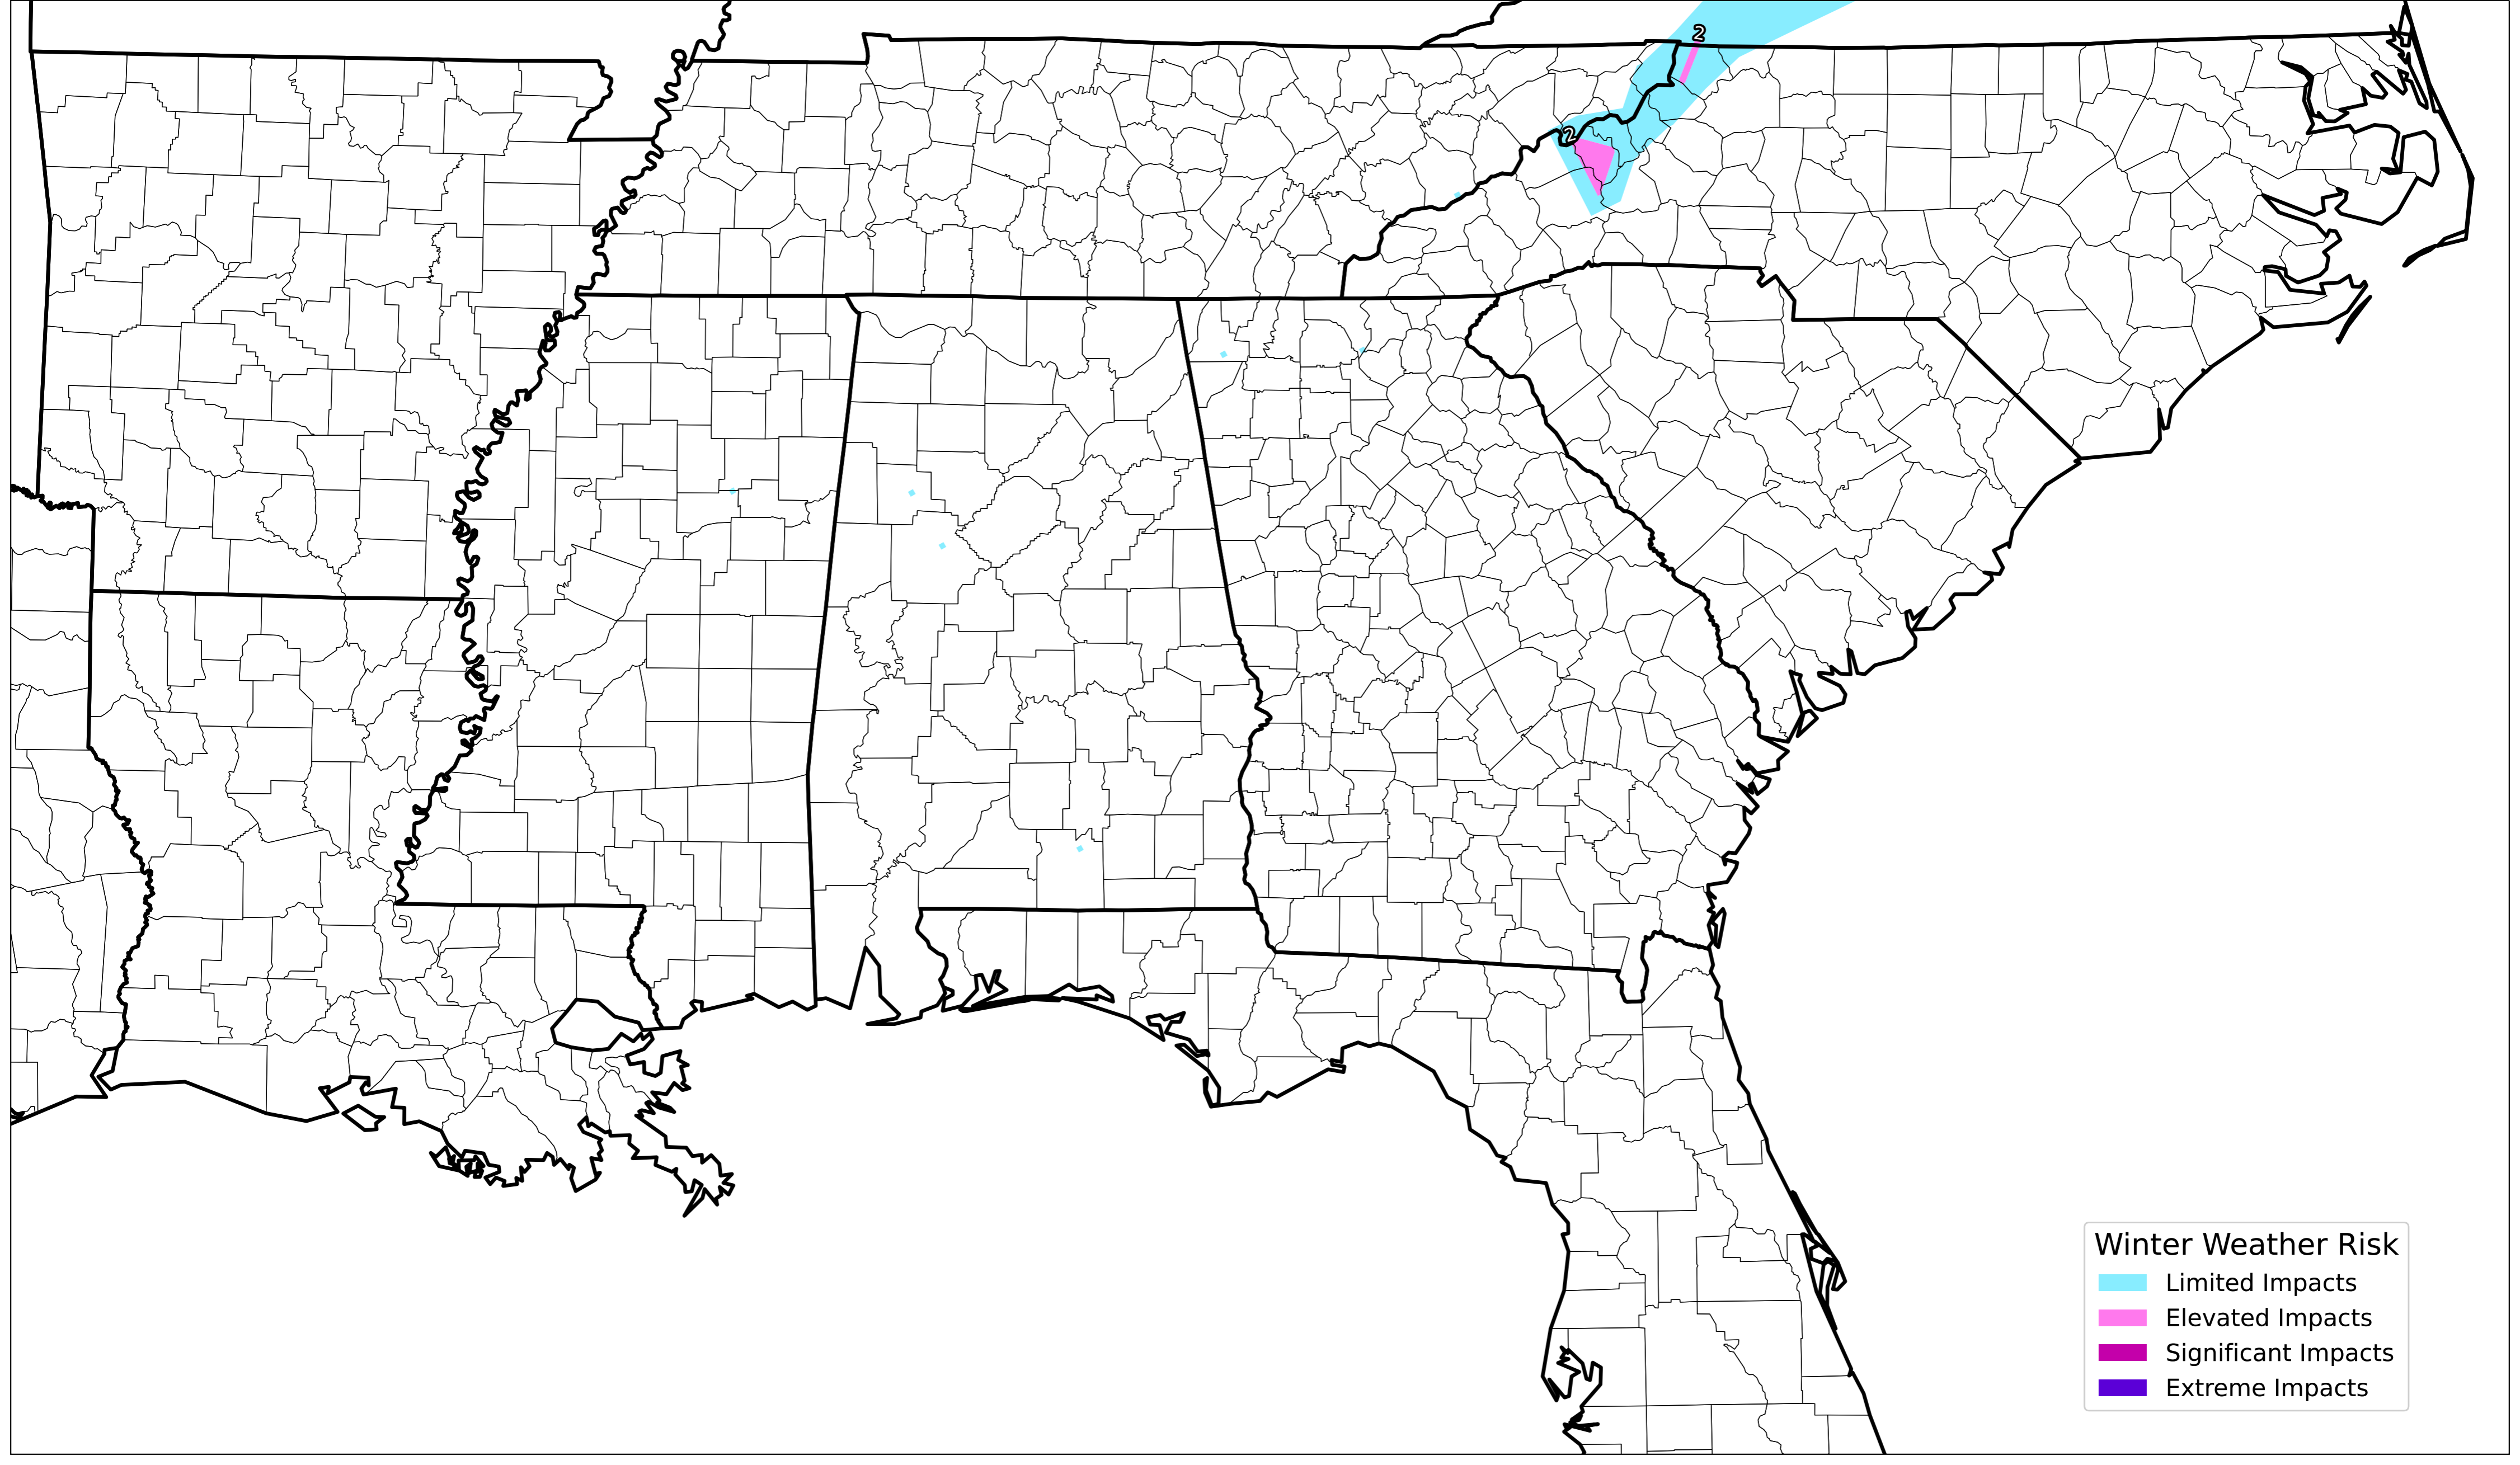 2
2
Winter Weather Risk
Limited Impacts
Elevated Impacts
Significant Impacts
Extreme Impacts